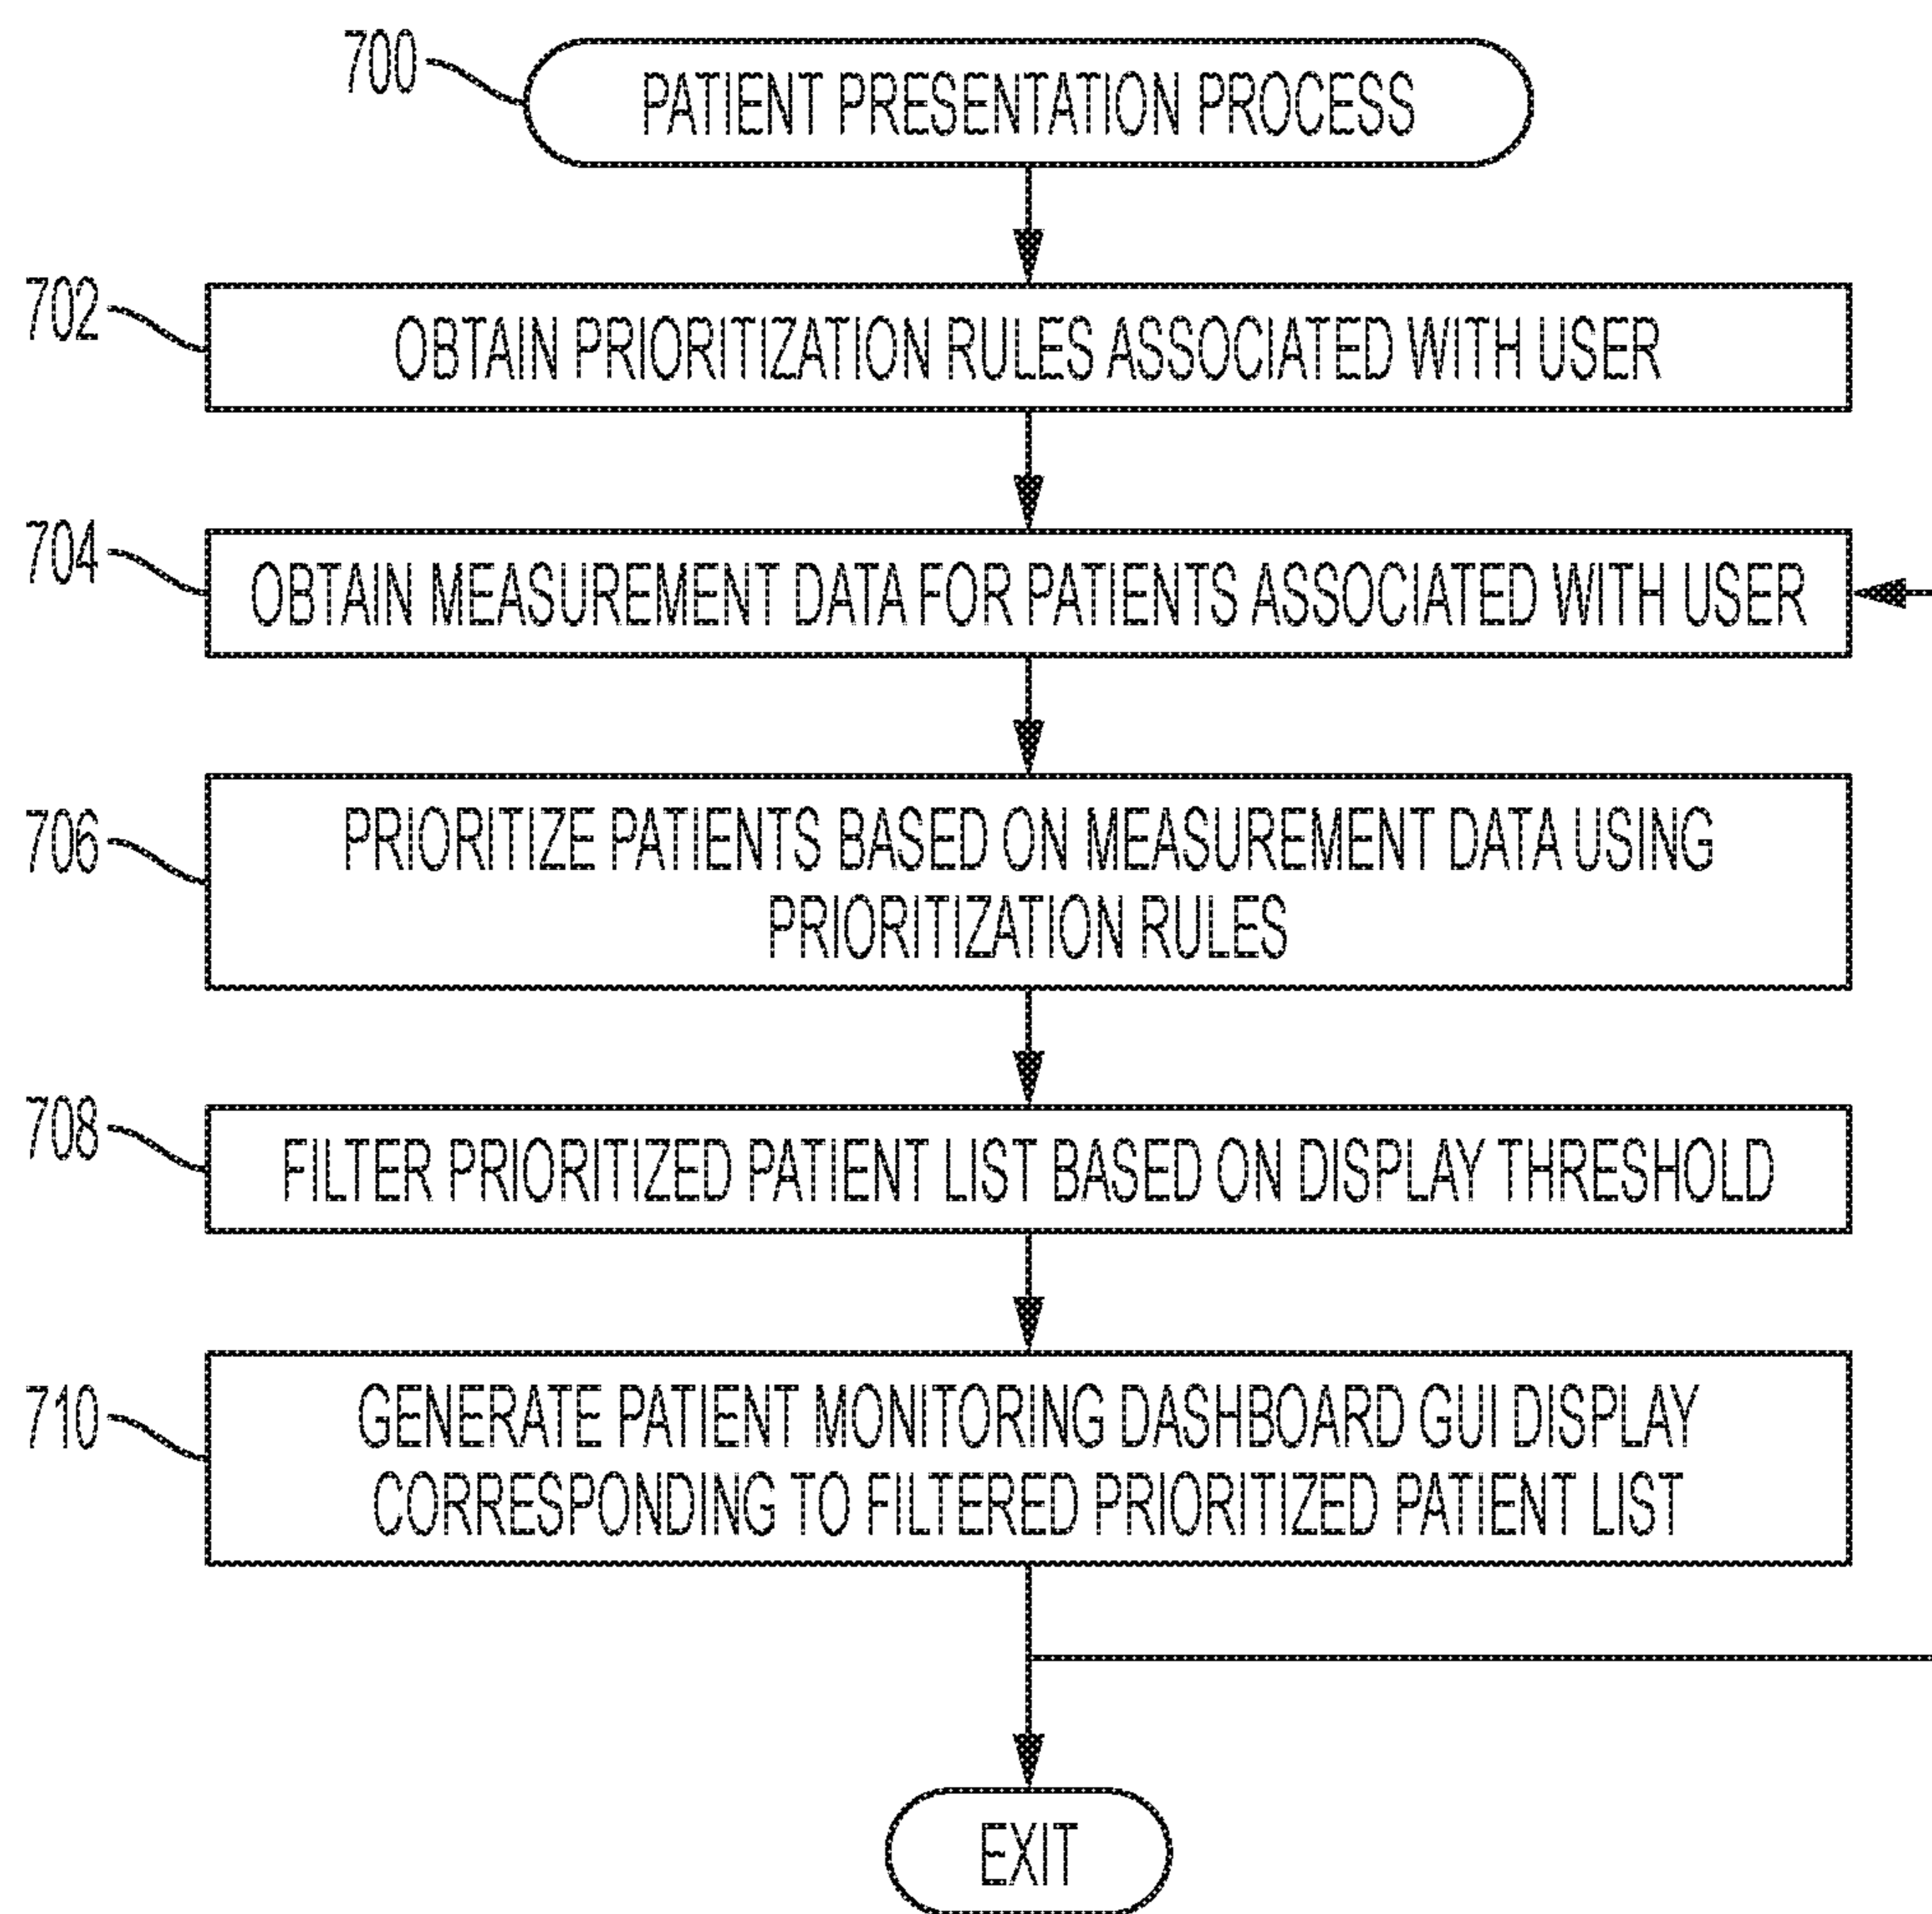 700
PATIENT PRESENTATION PROCESS
702
OBTAIN PRIORITIZATION RULES ASSOCIATED WITH USER
704
OBTAIN MEASUREMENT DATA FOR PATIENTS ASSOCIATED WITH USER
706
PRIORITIZE PATIENTS BASED ON MEASUREMENT DATA USING
PRIORITIZATION RULES
708
FILTER PRIORITIZED PATIENT LIST BASED ON DISPLAY THRESHOLD
710
GENERATE PATIENT MONITORING DASHBOARD GUI DISPLAY
CORRESPONDING TO FILTERED PRIORITIZED PATIENT LIST
EXIT